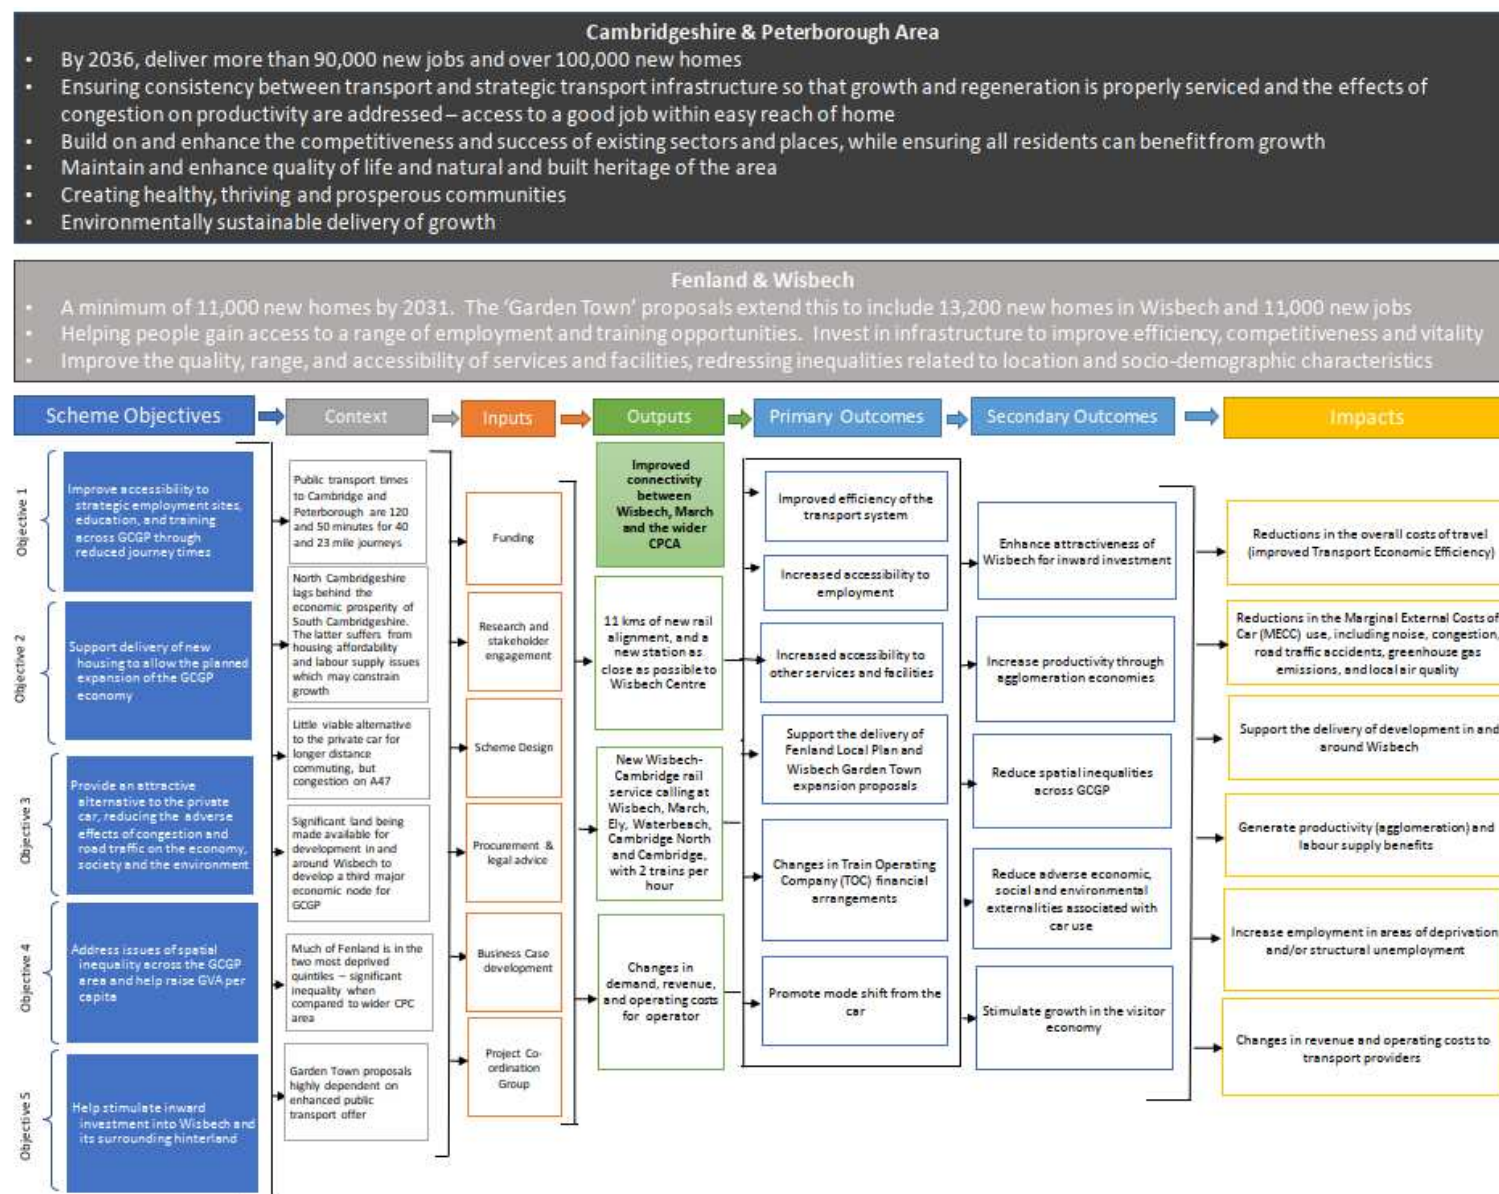 Cambridgeshire & Peterborough Area
• By 2036, deliver more than 90,000 new jobs and over 100,000 new homes
• Ensuring consistency between transport and strategic transport infrastructure so that growth and regeneration is properly serviced and the effects of
congestion on productivity are addressed – access to a good job within easy reach of home
• Build on and enhance the competitiveness and success of existing sectors and places, while ensuring all residents can benefit from growth
• Maintain and enhance quality of life and natural and built heritage of the area
• Creating healthy, thriving and prosperous communities
• Environmentally sustainable delivery of growth
Fenland & Wisbech
• A minimum of 11,000 new homes by 2031. The ‘Garden Town’ proposals extend this to include 13,200 new homes in Wisbech and 11,000 new jobs
• Helping people gain access to a range of employment and training opportunities. Invest in infrastructure to improve efficiency, competitiveness and vitality
• Improve the quality, range, and accessibility of services and facilities, redressing inequalities related to location and socio-demographic characteristics
Scheme Objectives
Context
Inputs
Outputs
Primary Outcomes
Secondary Outcomes
Impacts
Objective 1
Improve accessibility to
strategic employment sites,
education, and training
across GCGP through
reduced journey times
Objective 2
Support delivery of new
housing to allow the planned
expansion of the GCGP
economy
Objective 3
Provide an attractive
alternative to the private
car, reducing the adverse
effects of congestion and
road traffic on the economy,
society and the environment
Objective 4
Address issues of spatial
inequality across the GCGP
area and help raise GVA per
capita
Objective 5
Help stimulate inward
investment into Wisbech and
its surrounding hinterland
Public transport times
to Cambridge and
Peterborough are 120
and 50 minutes for 40
and 23 mile journeys
North Cambridgeshire
lags behind the
economic prosperity of
South Cambridgeshire.
The latter suffers from
housing affordability
and labour supply issues
which may constrain
growth
Little viable alternative
to the private car for
longer distance
commuting, but
congestion on A47
Significant land being
made available for
development in and
around Wisbech to
develop a third major
economic node for
GCGP
Much of Fenland is in the
two most deprived
quintiles – significant
inequality when
compared to wider CPC
area
Garden Town proposals
highly dependent on
enhanced public
transport offer
Funding
Research and
stakeholder
engagement
Scheme Design
Procurement &
legal advice
Business Case
development
Project Co-
ordination
Group
Improved
connectivity
between
Wisbech, March
and the wider
CPCA
11 kms of new rail
alignment, and a
new station as
close as possible to
Wisbech Centre
New Wisbech-
Cambridge rail
service calling at
Wisbech, March,
Ely, Waterbeach,
Cambridge North
and Cambridge,
with 2 trains per
hour
Changes in
demand, revenue,
and operating costs
for operator
Improved efficiency of the
transport system
Increased accessibility to
employment
Increased accessibility to
other services and facilities
Support the delivery of
Fenland Local Plan and
Wisbech Garden Town
expansion proposals
Changes in Train Operating
Company (TOC) financial
arrangements
Promote mode shift from the
car
Enhance attractiveness of
Wisbech for inward investment
Increase productivity through
agglomeration economies
Reduce spatial inequalities
across GCGP
Reduce adverse economic,
social and environmental
externalities associated with
car use
Stimulate growth in the visitor
economy
Reductions in the overall costs of travel
(improved Transport Economic Efficiency)
Reductions in the Marginal External Costs of
Car (MECC) use, including noise, congestion,
road traffic accidents, greenhouse gas
emissions, and local air quality
Support the delivery of development in and
around Wisbech
Generate productivity (agglomeration) and
labour supply benefits
Increase employment in areas of deprivation
and/or structural unemployment
Changes in revenue and operating costs to
transport providers